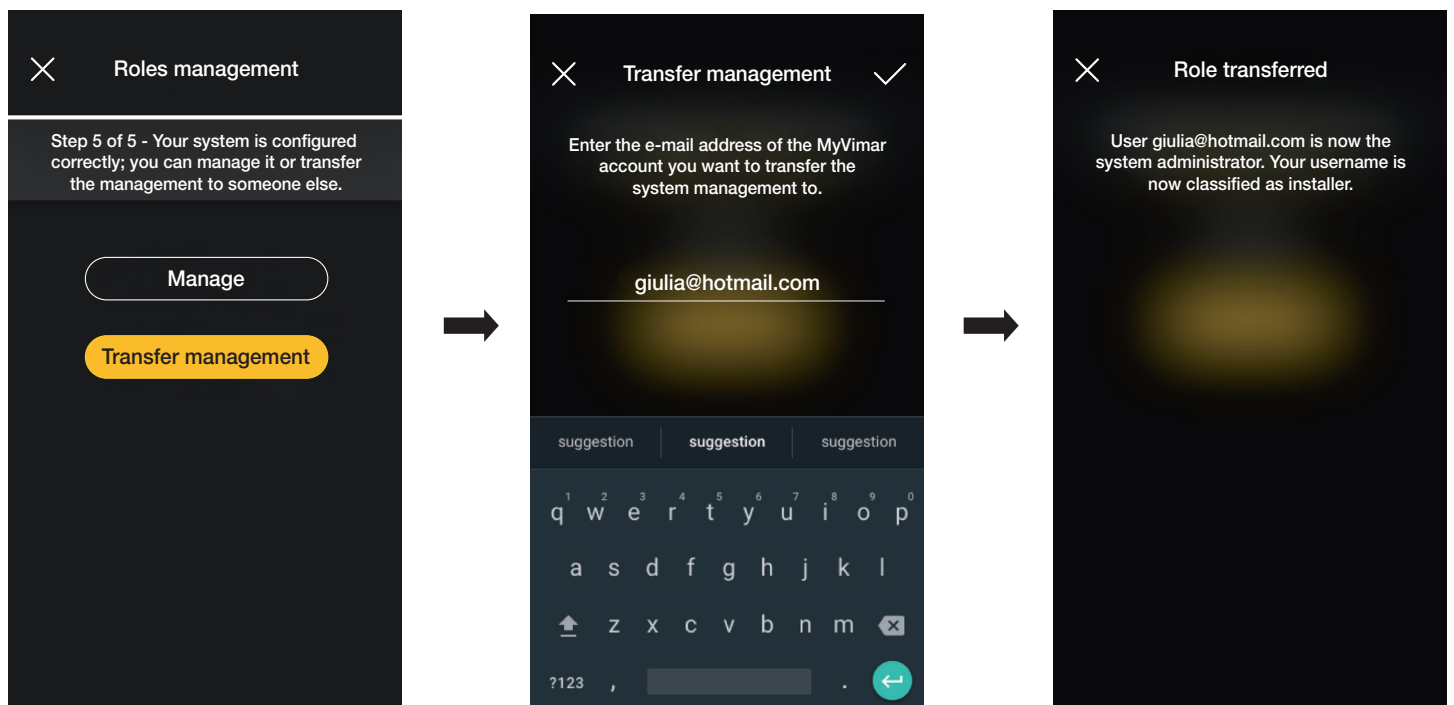 Roles management
Step 5 of 5 - Your system is configured
correctly; you can manage it or transfer
the management to someone else.
Manage
Transfer management
Transfer management
Enter the e-mail address of the MyVimar
account you want to transfer the
system management to.
giulia@hotmail.com
suggestion suggestion suggestion
1 2 3 4 5 6 7 8 9 0
q w e r t y u i o p
a s d f g h j k l
z x c v b n m
?123 , .
Role transferred
User giulia@hotmail.com is now the
system administrator. Your username is
now classified as installer.